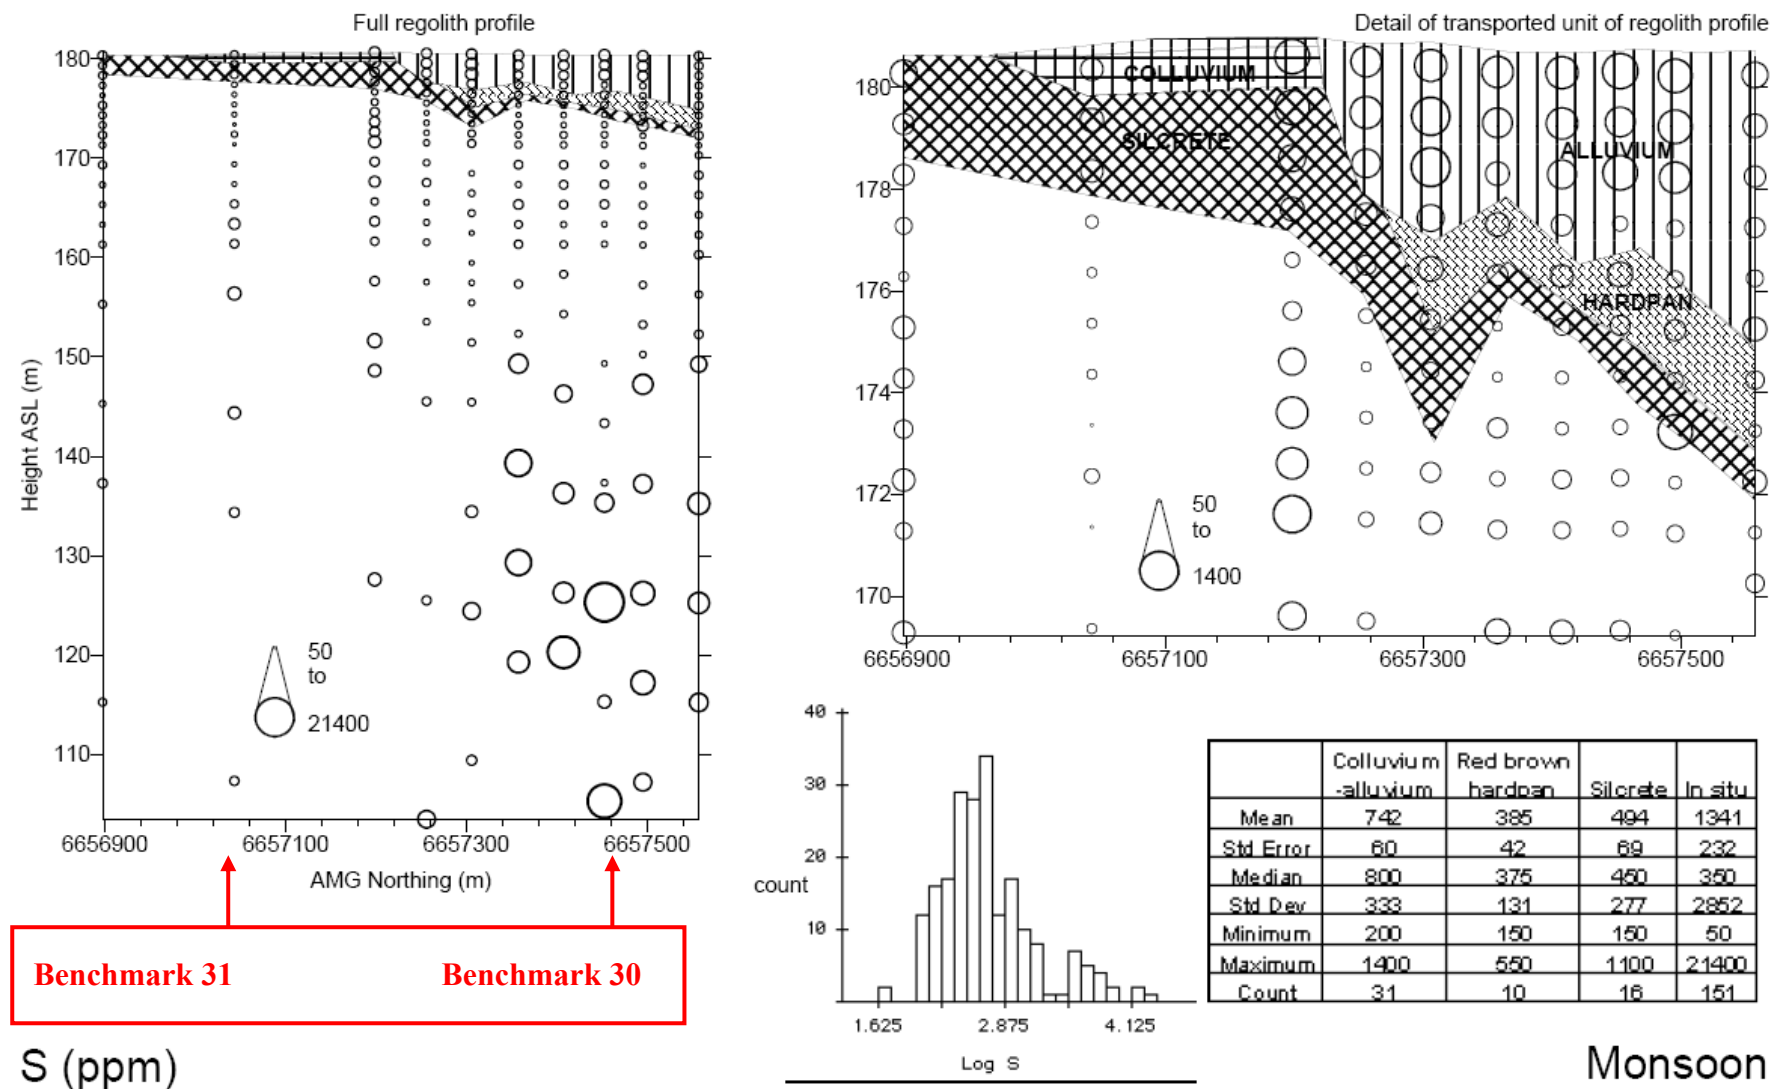 Full regolith profile
180
170
160
150
140
130
120
110
Height ASL (m)
50
to
21400
6656900 6657100 6657300 6657500
AMG Northing (m)
Benchmark 31 Benchmark 30
S (ppm)
Detail of transported unit of regolith profile
COLLUVIUM
SILCRETE
ALLUVIUM
HARDPAN
180
178
176
174
172
170
50
to
1400
6656900 6657100 6657300 6657500
40
30
20
10
count
1.625 2.875 4.125
Log S
Colluvium Red brown
-alluvium hardpan Silcrete In situ
Mean 742 385 494 1341
Std Error 60 42 69 232
Median 800 375 450 350
Std Dev 333 131 277 2852
Minimum 200 150 150 50
Maximum 1400 550 1100 21400
Count 31 10 16 151
Monsoon